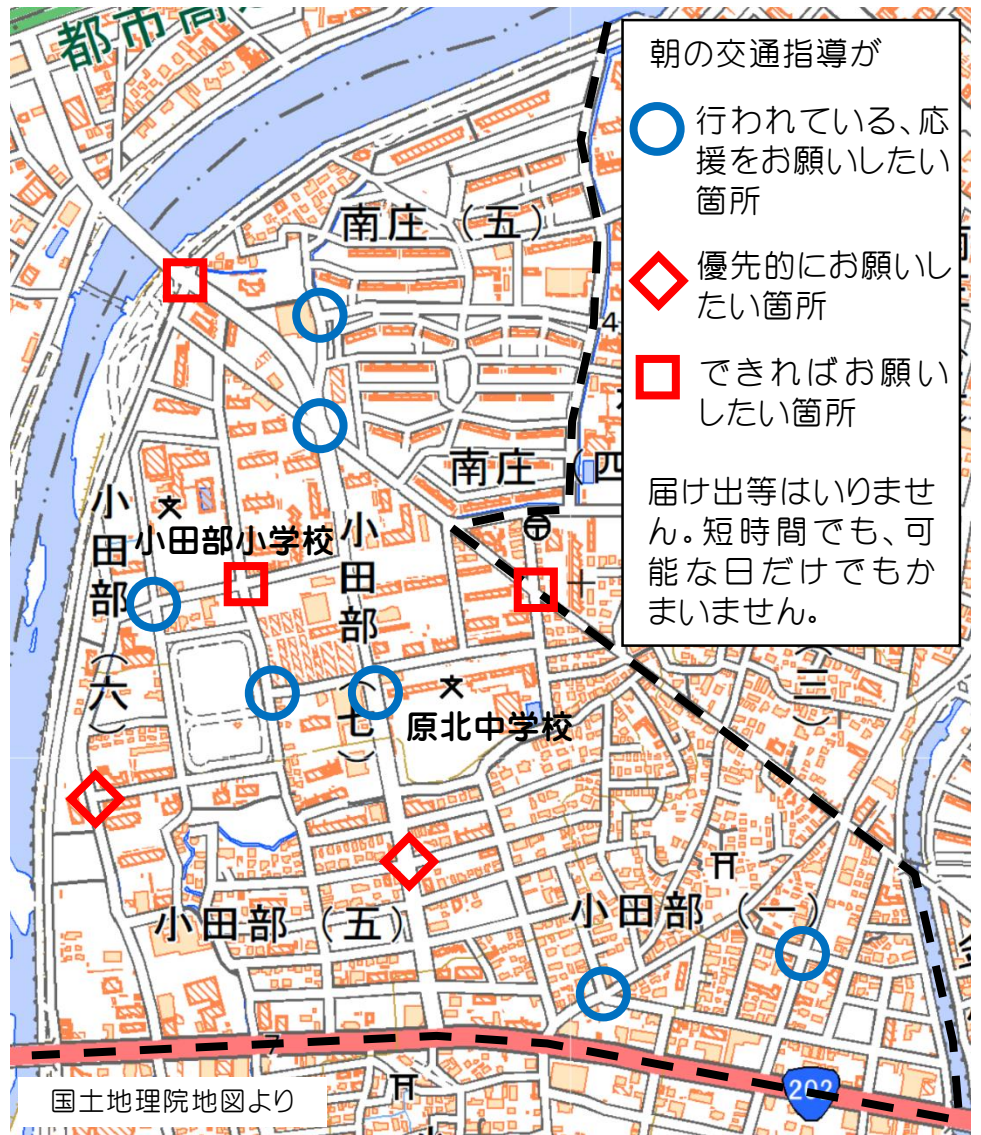 都市高
朝の交通指導が
行われている、応
援をお願いしたい
箇所
優先的にお願いし
たい箇所
できればお願い
したい箇所
届け出等はいりませ
ん。短時間でも、可
能な日だけでもか
まいません。
南庄（五）
4
南庄（四
小田部（六）
小田部小学校
小田部（七）
（三）
原北中学校
小田部（五）
小田部（一）
7
202
国土地理院地図より